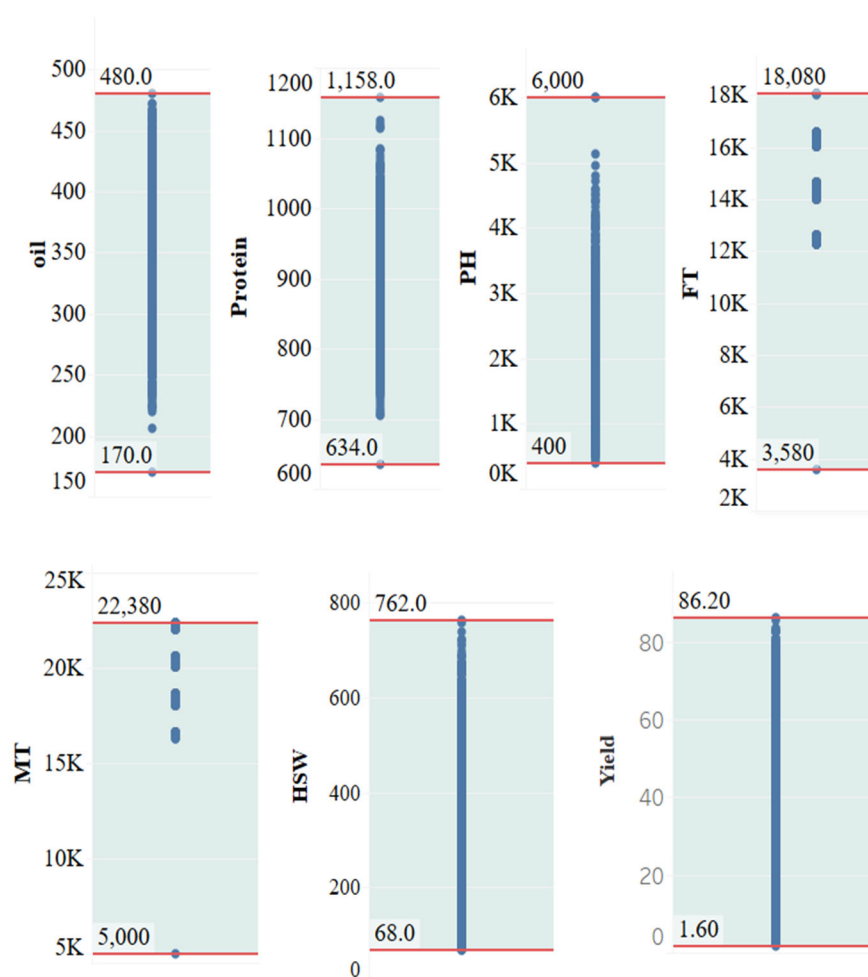 oil
500
450
400
350
300
250
200
150
480.0
170.0
Protein
1200
1100
1000
900
800
700
600
1,158.0
634.0
PH
6K
5K
4K
3K
2K
1K
0K
6,000
400
FT
18K
16K
14K
12K
10K
8K
6K
4K
2K
18,080
3,580
MT
25K
20K
15K
10K
5K
22,380
5,000
HSW
800
600
400
200
0
762.0
68.0
Yield
80
60
40
20
0
86.20
1.60